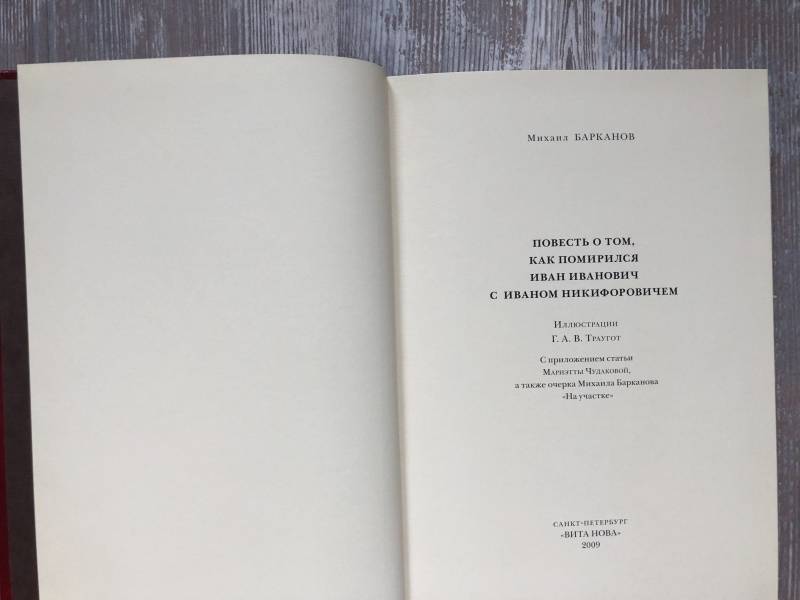 Михаил БАРКАНОВ
ПОВЕСТЬ О ТОМ,
КАК ПОМИРИЛСЯ
ИВАН ИВАНОВИЧ
С ИВАНОМ НИКИФОРОВИЧЕМ
Иллюстрации
Г. А. В. Траугот
С приложением статьи
Мариэтты Чудаковой,
а также очерка Михаила Барканова
«На участке»
САНКТ-ПЕТЕРБУРГ
«ВИТА НОВА»
2009